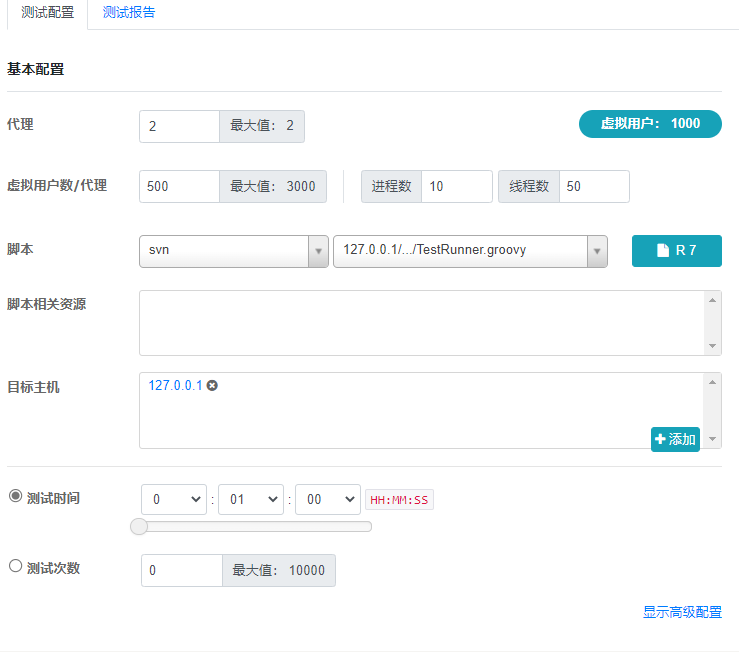 测试配置 测试报告
基本配置
代理 2 最大值： 2 虚拟用户： 1000
虚拟用户数/代理 500 最大值： 3000 进程数 10 线程数 50
脚本 svn 127.0.0.1/.../TestRunner.groovy R 7
脚本相关资源
目标主机 127.0.0.1
添加
测试时间 0 : 01 : 00 HH:MM:SS
测试次数 0 最大值： 10000
显示高级配置